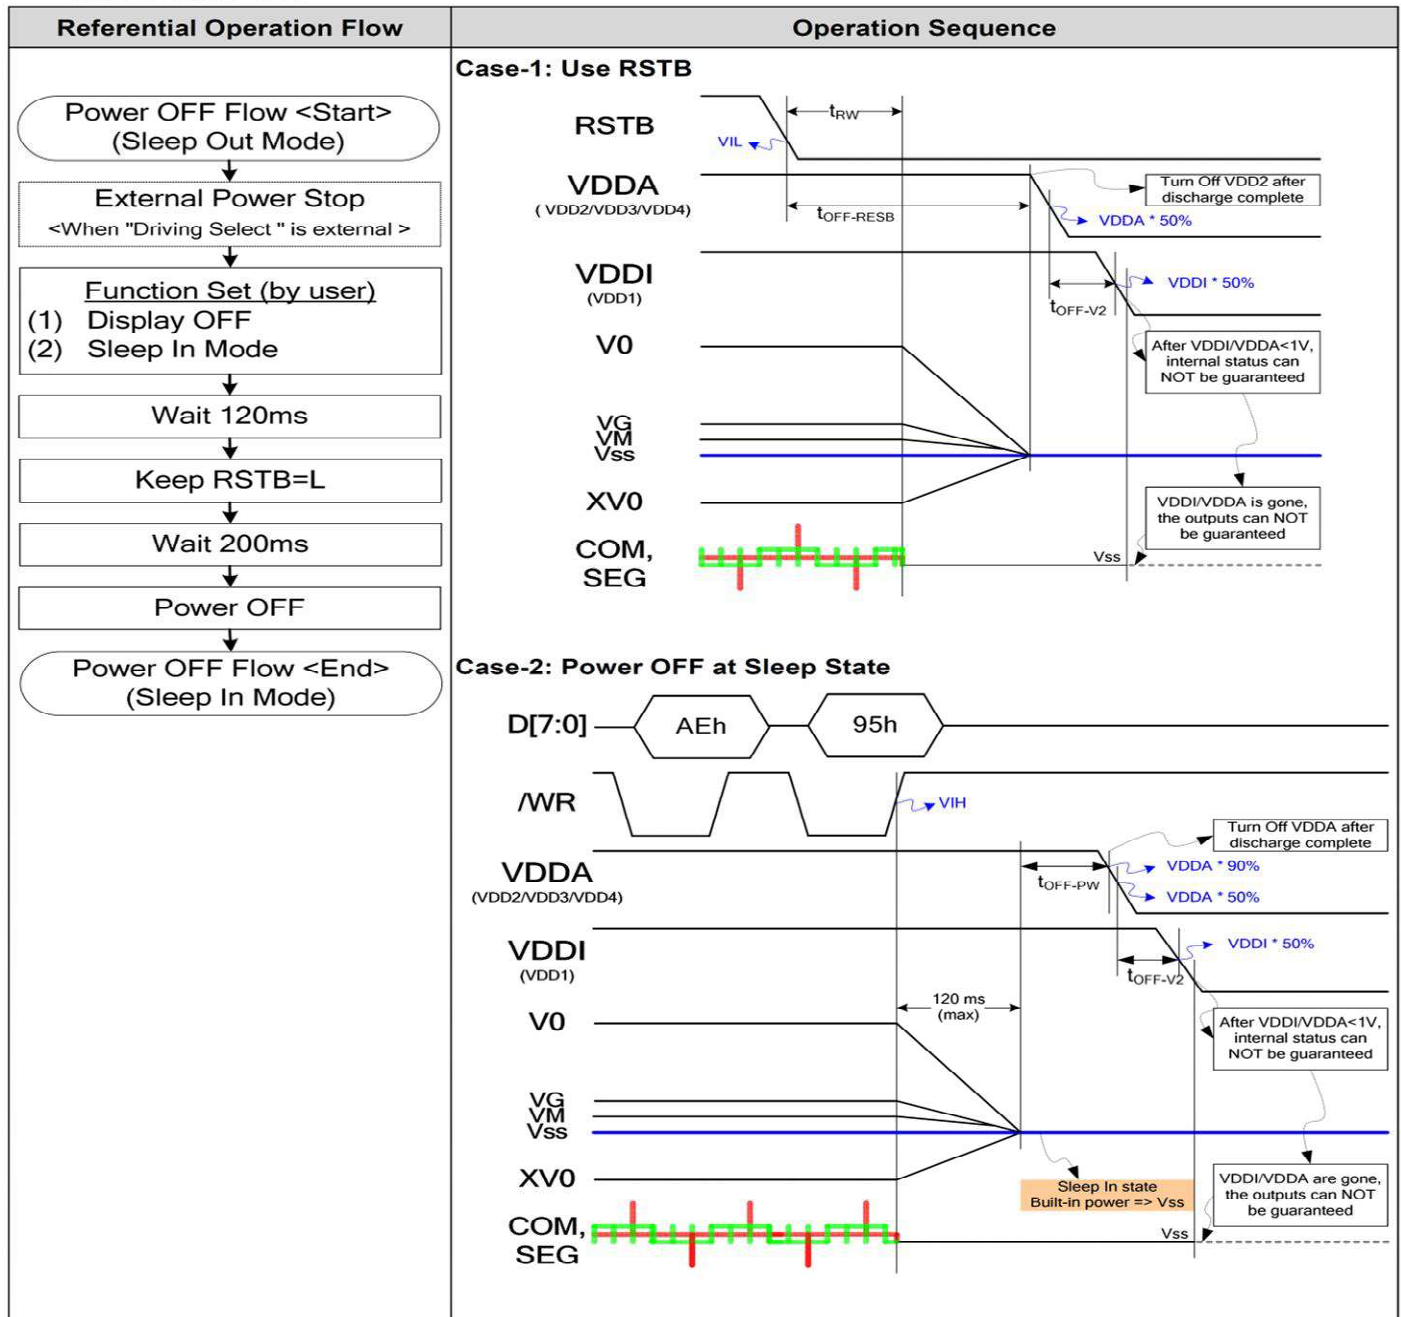 Referential Operation Flow
Operation Sequence
Power OFF Flow <Start>
(Sleep Out Mode)
External Power Stop
<When "Driving Select " is external >
Function Set (by user)
(1) Display OFF
(2) Sleep In Mode
Wait 120ms
Keep RSTB=L
Wait 200ms
Power OFF
Power OFF Flow <End>
(Sleep In Mode)
Case-1: Use RSTB
RSTB
tRW
VIL
VDDA
( VDD2/VDD3/VDD4)
tOFF-RESB
Turn Off VDD2 after
discharge complete
VDDA * 50%
VDDI
(VDD1)
VDDI * 50%
tOFF-V2
V0
After VDDI/VDDA<1V,
internal status can
NOT be guaranteed
VG
VM
Vss
XV0
VDDI/VDDA is gone,
the outputs can NOT
be guaranteed
COM,
SEG
Vss
Case-2: Power OFF at Sleep State
D[7:0]
AEh
95h
/WR
VIH
Turn Off VDDA after
discharge complete
VDDA
(VDD2/VDD3/VDD4)
tOFF-PW
VDDA * 90%
VDDA * 50%
VDDI
(VDD1)
VDDI * 50%
tOFF-V2
120 ms
(max)
V0
After VDDI/VDDA<1V,
internal status can
NOT be guaranteed
VG
VM
Vss
XV0
Sleep In state
Built-in power => Vss
VDDI/VDDA are gone,
the outputs can NOT
be guaranteed
COM,
SEG
Vss